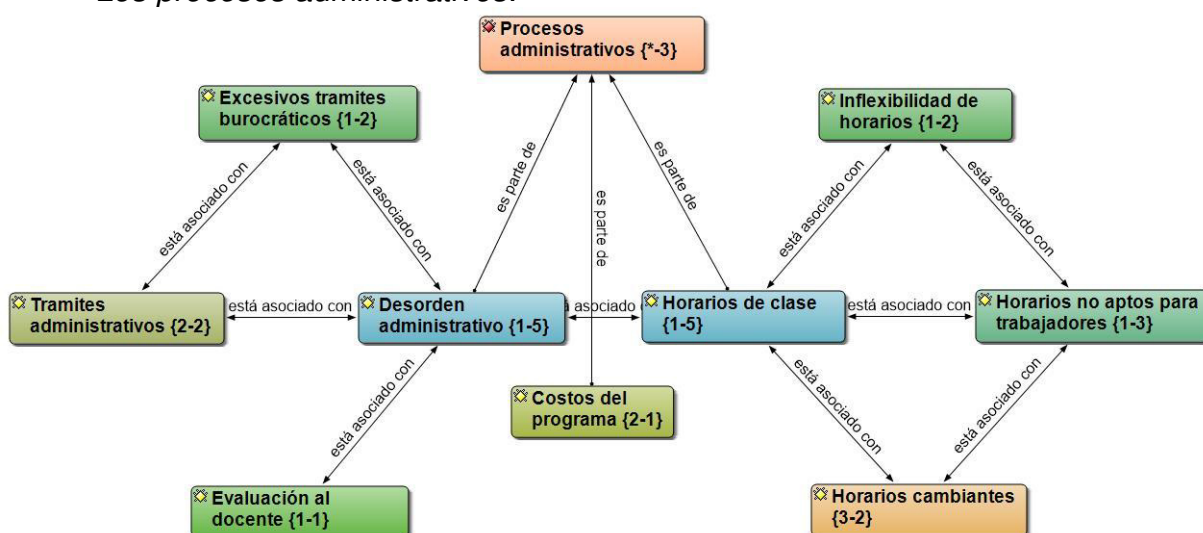 Los procesos administrativos.
Procesos
administrativos {*-3}
Excesivos tramites
burocráticos {1-2}
Inflexibilidad de
horarios {1-2}
está asociado con
está asociado con
es parte de
es parte de
es parte de
está asociado con
está asociado con
Tramites
administrativos {2-2}
está asociado con
Desorden
administrativo {1-5}
está asociado
Horarios de clase
{1-5}
está asociado con
Horarios no aptos para
trabajadores {1-3}
está asociado con
Costos del
programa {2-1}
está asociado con
está asociado con
Evaluación al
docente {1-1}
Horarios cambiantes
{3-2}